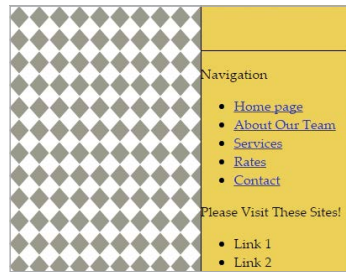 Navigation
Home page
About Our Team
Services
Rates
Contact
Please Visit These Sites!
Link 1
Link 2